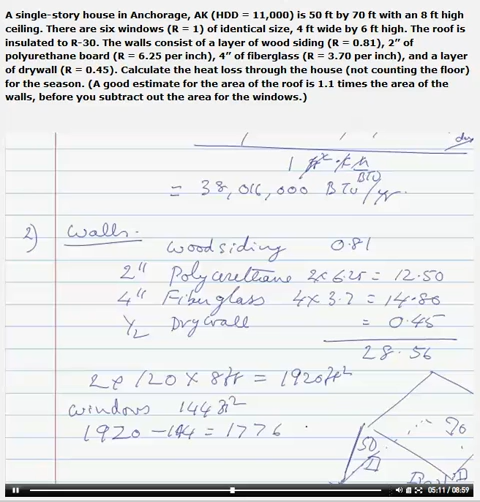 A single-story house in Anchorage, AK (HDD = 11,000) is 50 ft by 70 ft with an 8 ft high
ceiling. There are six windows (R = 1) of identical size, 4 ft wide by 6 ft high. The roof is
insulated to R-30. The walls consist of a layer of wood siding (R = 0.81), 2” of
polyurethane board (R = 6.25 per inch), 4” of fiberglass (R = 3.70 per inch), and a layer
of drywall (R = 0.45). Calculate the heat loss through the house (not counting the floor)
for the season. (A good estimate for the area of the roof is 1.1 times the area of the
walls, before you subtract out the area for the windows.)
day
1 ft² °F h
BTU
= 38,016,000 BTU/yr
2) Walls.
Wood siding 0.81
2" Polyurethane 2x6.25 = 12.50
4" Fiberglass 4x3.7 = 14.80
1/2 Drywall = 0.45
28.56
2x 120 x 8ft = 1920ft²
windows 144ft²
1920 - 144 = 1776
50
70
05:11 / 08:59